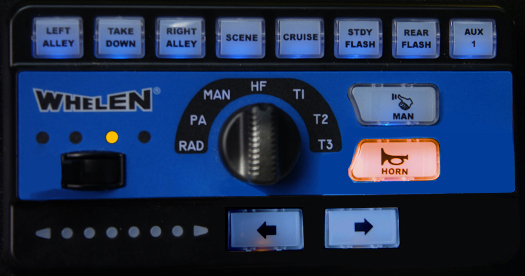 LEFT ALLEY
TAKE DOWN
RIGHT ALLEY
SCENE
CRUISE
STDY FLASH
REAR FLASH
AUX 1
WHELEN®
RAD
PA
MAN
HF
T1
T2
T3
MAN
HORN